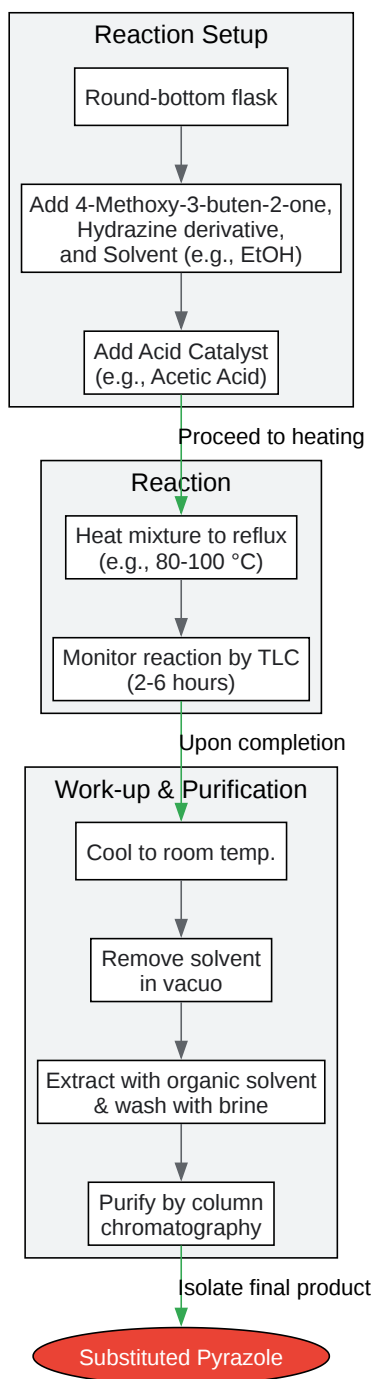 Reaction Setup
Round-bottom flask
Add 4-Methoxy-3-buten-2-one,
Hydrazine derivative,
and Solvent (e.g., EtOH)
Add Acid Catalyst
(e.g., Acetic Acid)
Proceed to heating
Reaction
Heat mixture to reflux
(e.g., 80-100 °C)
Monitor reaction by TLC
(2-6 hours)
Upon completion
Work-up & Purification
Cool to room temp.
Remove solvent
in vacuo
Extract with organic solvent
& wash with brine
Purify by column
chromatography
Isolate final product
Substituted Pyrazole